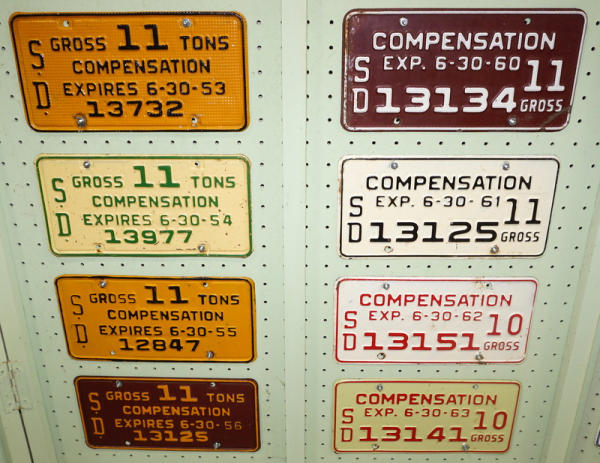 S D
GROSS 11 TONS
COMPENSATION
EXPIRES 6-30-53
13732
S D
GROSS 11 TONS
COMPENSATION
EXPIRES 6-30-54
13977
S D
GROSS 11 TONS
COMPENSATION
EXPIRES 6-30-55
12847
S D
GROSS 11 TONS
COMPENSATION
EXPIRES 6-30-56
13125
COMPENSATION
EXP. 6-30-60
S D
13134
11
GROSS
COMPENSATION
EXP. 6-30-61
S D
13125
11
GROSS
COMPENSATION
EXP. 6-30-62
S D
13151
10
GROSS
COMPENSATION
EXP. 6-30-63
S D
13141
10
GROSS